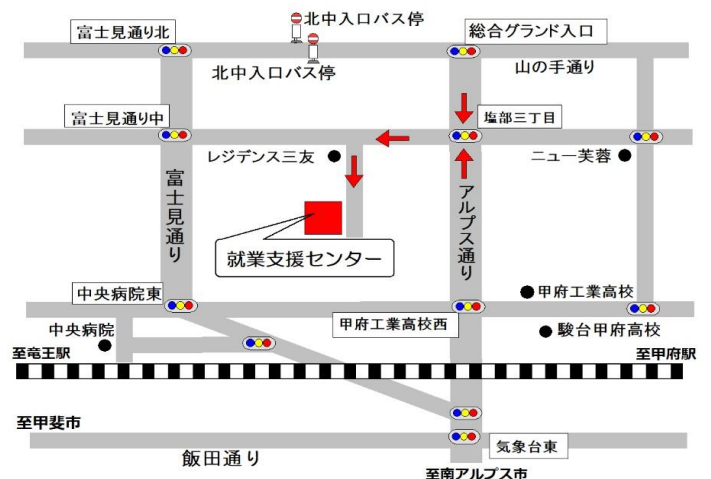 富士見通り北
北中入口バス停
総合グランド入口
北中入口バス停
山の手通り
富士見通り中
塩部三丁目
レジデンス三友
ニュー芙蓉
富士見通り
アルプス通り
就業支援センター
中央病院東
甲府工業高校
中央病院
甲府工業高校西
駿台甲府高校
至竜王駅
至甲府駅
至甲斐市
飯田通り
気象台東
至南アルプス市